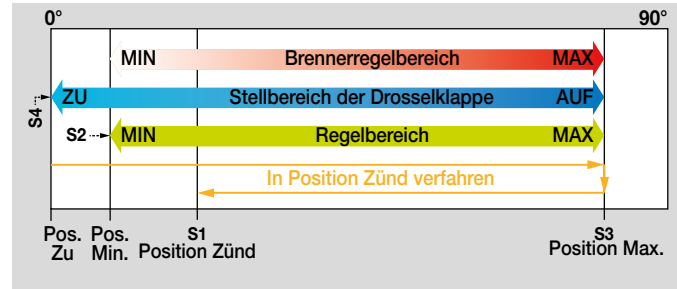 0° 90°
MIN Brennerregelbereich MAX
ZU Stellbereich der Drosselklappe AUF
S4
S2 MIN Regelbereich MAX
In Position Zünd verfahren
Pos. Zu
Pos. Min.
S1 Position Zünd
S3 Position Max.